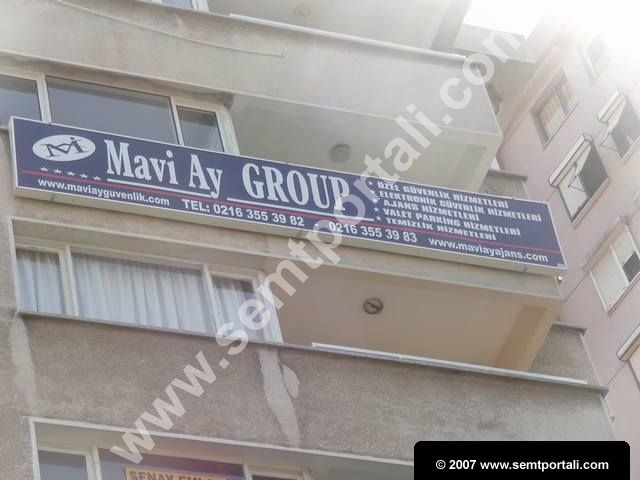 Mavi Ay GROUP
* ÖZEL GÜVENLİK HİZMETLERİ
* ELEKTRONİK GÜVENLİK HİZMETLERİ
* AJANS HİZMETLERİ
* VALET PARKING HİZMETLERİ
* TEMİZLİK HİZMETLERİ
www.maviayguvenlik.com TEL: 0216 355 39 82 0216 355 39 83 www.maviayajans.com
www.semtportali.com
SENAY
© 2007 www.semtportali.com